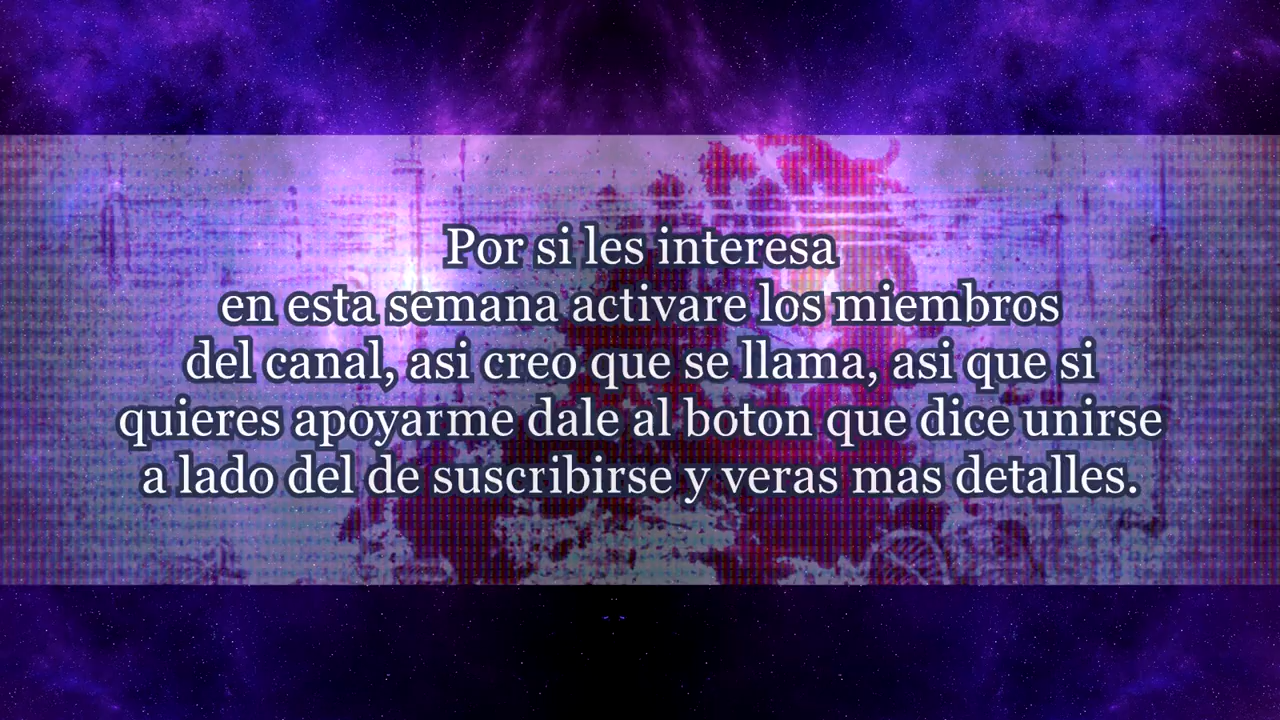 Por si les interesa
en esta semana activare los miembros
del canal, asi creo que se llama, asi que si
quieres apoyarme dale al boton que dice unirse
a lado del de suscribirse y veras mas detalles.